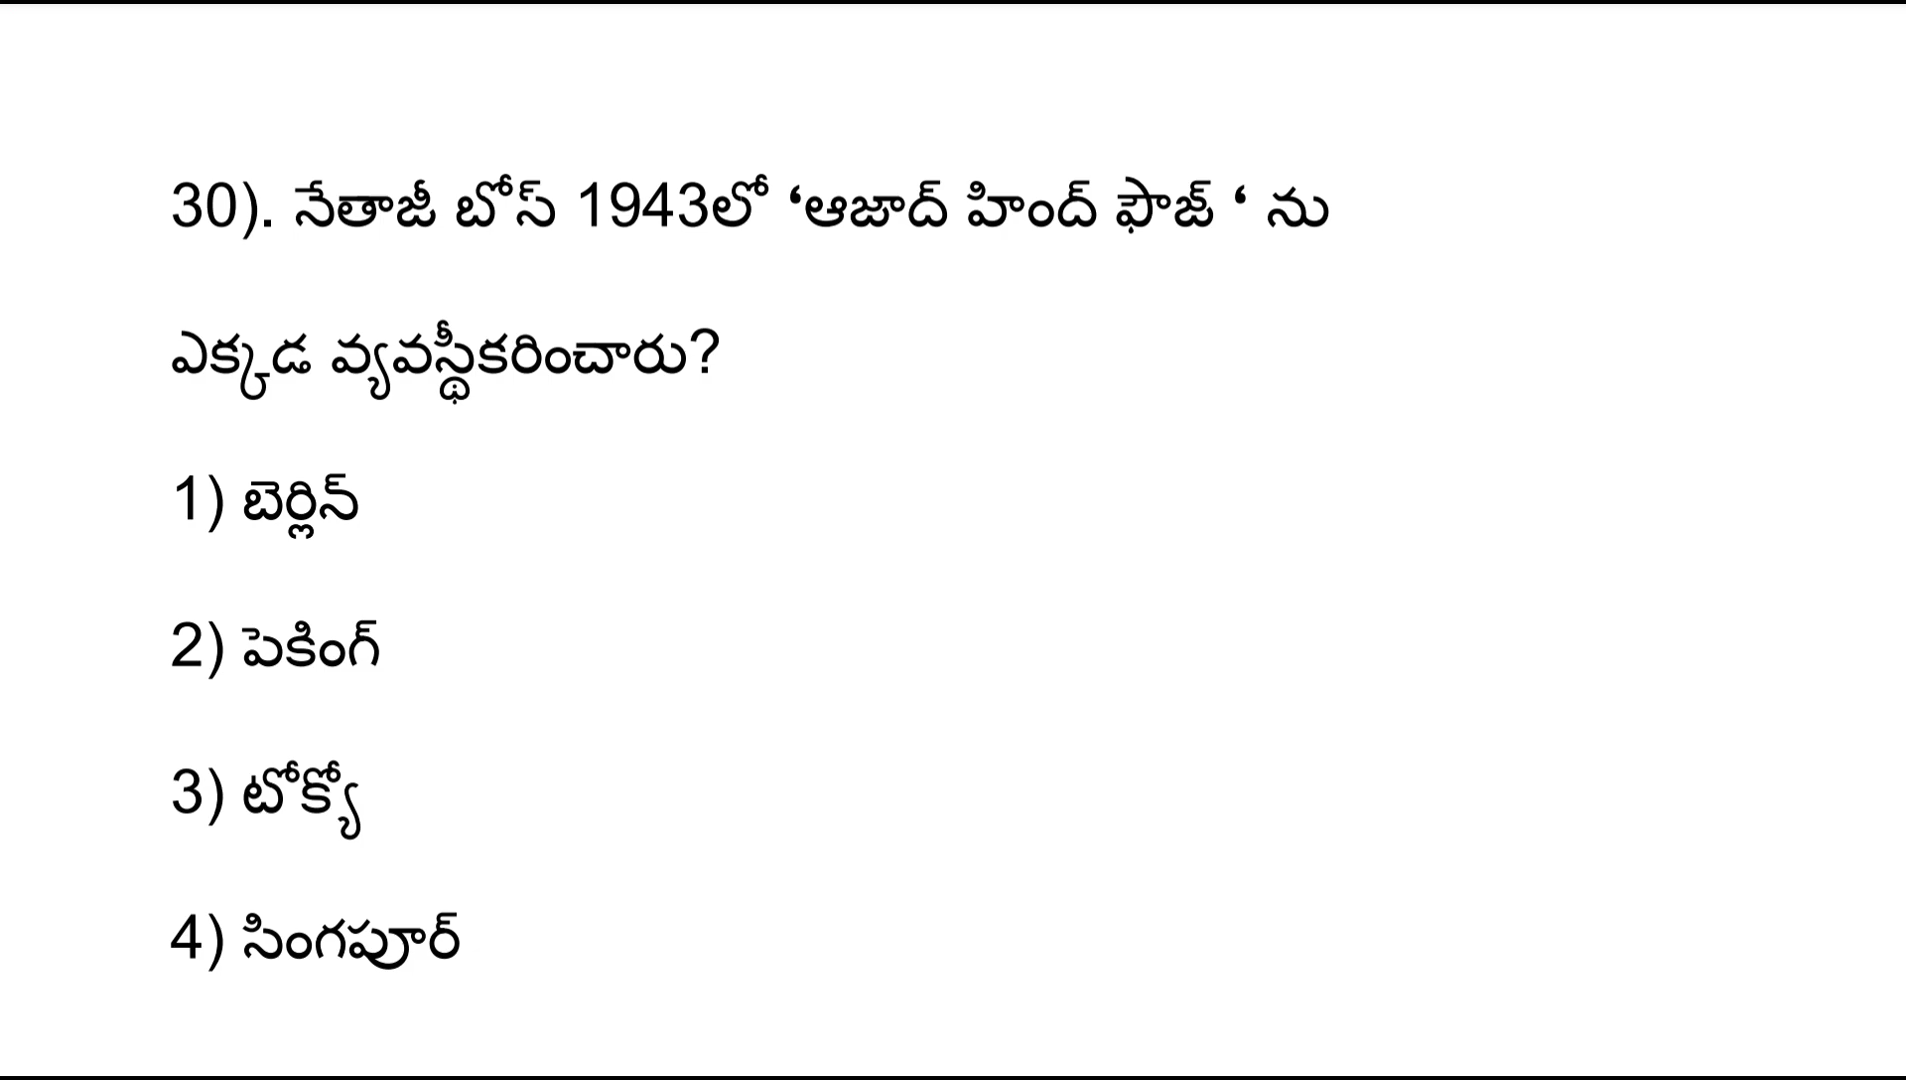 30). నేతాజీ బోస్ 1943లో ‘ఆజాద్ హింద్ ఫౌజ్ ‘ ను
ఎక్కడ వ్యవస్థీకరించారు?
1) బెర్లిన్
2) పెకింగ్
3) టోక్యో
4) సింగపూర్